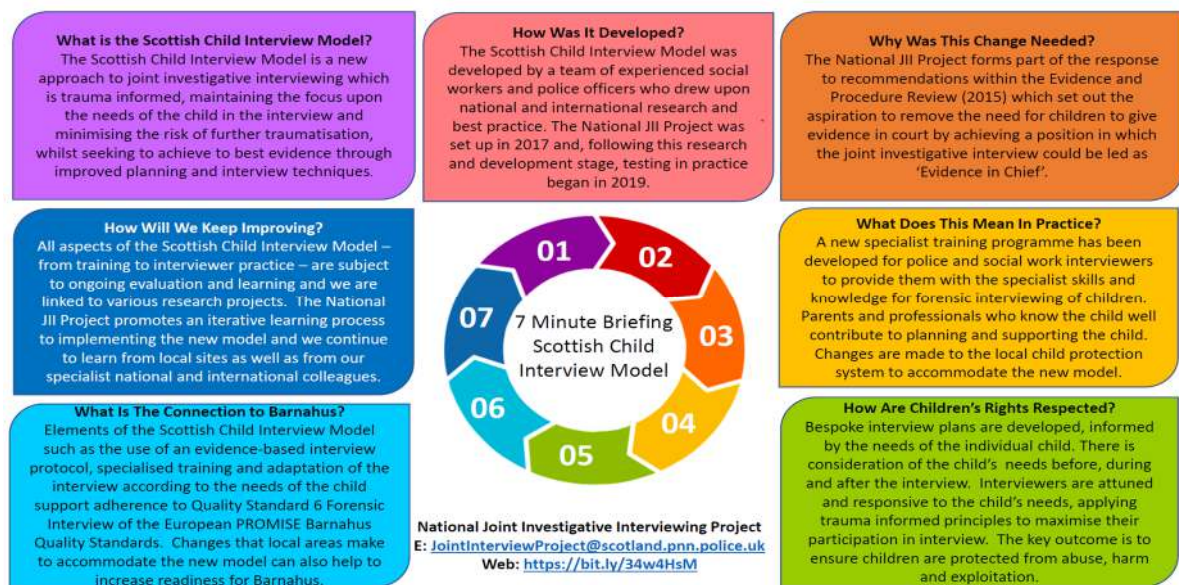 What is the Scottish Child Interview Model?
The Scottish Child Interview Model is a new
approach to joint investigative interviewing which
is trauma informed, maintaining the focus upon
the needs of the child in the interview and
minimising the risk of further traumatisation,
whilst seeking to achieve to best evidence through
improved planning and interview techniques.
How Was It Developed?
The Scottish Child Interview Model was
developed by a team of experienced social
workers and police officers who drew upon
national and international research and
best practice. The National JII Project was
set up in 2017 and, following this research
and development stage, testing in practice
began in 2019.
Why Was This Change Needed?
The National JII Project forms part of the response
to recommendations within the Evidence and
Procedure Review (2015) which set out the
aspiration to remove the need for children to give
evidence in court by achieving a position in which
the joint investigative interview could be led as
‘Evidence in Chief’.
What Does This Mean In Practice?
A new specialist training programme has been
developed for police and social work interviewers
to provide them with the specialist skills and
knowledge for forensic interviewing of children.
Parents and professionals who know the child well
contribute to planning and supporting the child.
Changes are made to the local child protection
system to accommodate the new model.
How Are Children’s Rights Respected?
Bespoke interview plans are developed, informed
by the needs of the individual child. There is
consideration of the child’s needs before, during
and after the interview. Interviewers are attuned
and responsive to the child’s needs, applying
trauma informed principles to maximise their
participation in interview. The key outcome is to
ensure children are protected from abuse, harm
and exploitation.
What Is The Connection to Barnahus?
Elements of the Scottish Child Interview Model
such as the use of an evidence-based interview
protocol, specialised training and adaptation of the
interview according to the needs of the child
support adherence to Quality Standard 6 Forensic
Interview of the European PROMISE Barnahus
Quality Standards. Changes that local areas make
to accommodate the new model can also help to
increase readiness for Barnahus.
How Will We Keep Improving?
All aspects of the Scottish Child Interview Model –
from training to interviewer practice – are subject
to ongoing evaluation and learning and we are
linked to various research projects. The National
JII Project promotes an iterative learning process
to implementing the new model and we continue
to learn from local sites as well as from our
specialist national and international colleagues.
01
02
03
04
05
06
07
7 Minute Briefing
Scottish Child
Interview Model
National Joint Investigative Interviewing Project
E: JointInterviewProject@scotland.pnn.police.uk
Web: https://bit.ly/34w4HsM